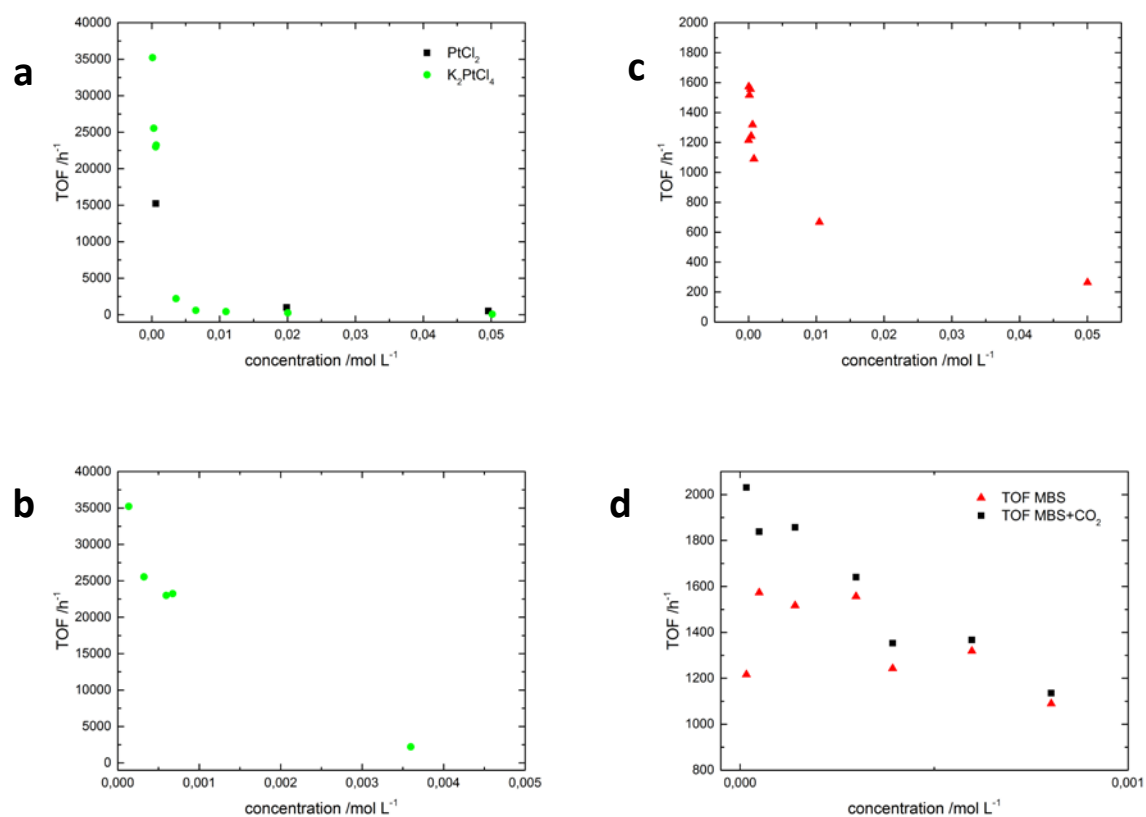 a
40000
35000
30000
25000
20000
15000
10000
5000
0
TOF /h⁻¹
PtCl₂
K₂PtCl₄
0,00 0,01 0,02 0,03 0,04 0,05
concentration /mol L⁻¹
c
2000
1800
1600
1400
1200
1000
800
600
400
200
0
TOF /h⁻¹
0,00 0,01 0,02 0,03 0,04 0,05
concentration /mol L⁻¹
b
40000
35000
30000
25000
20000
15000
10000
5000
0
TOF /h⁻¹
0,000 0,001 0,002 0,003 0,004 0,005
concentration /mol L⁻¹
d
2000
1800
1600
1400
1200
1000
800
TOF /h⁻¹
TOF MBS
TOF MBS+CO₂
0,000 0,001
concentration /mol L⁻¹